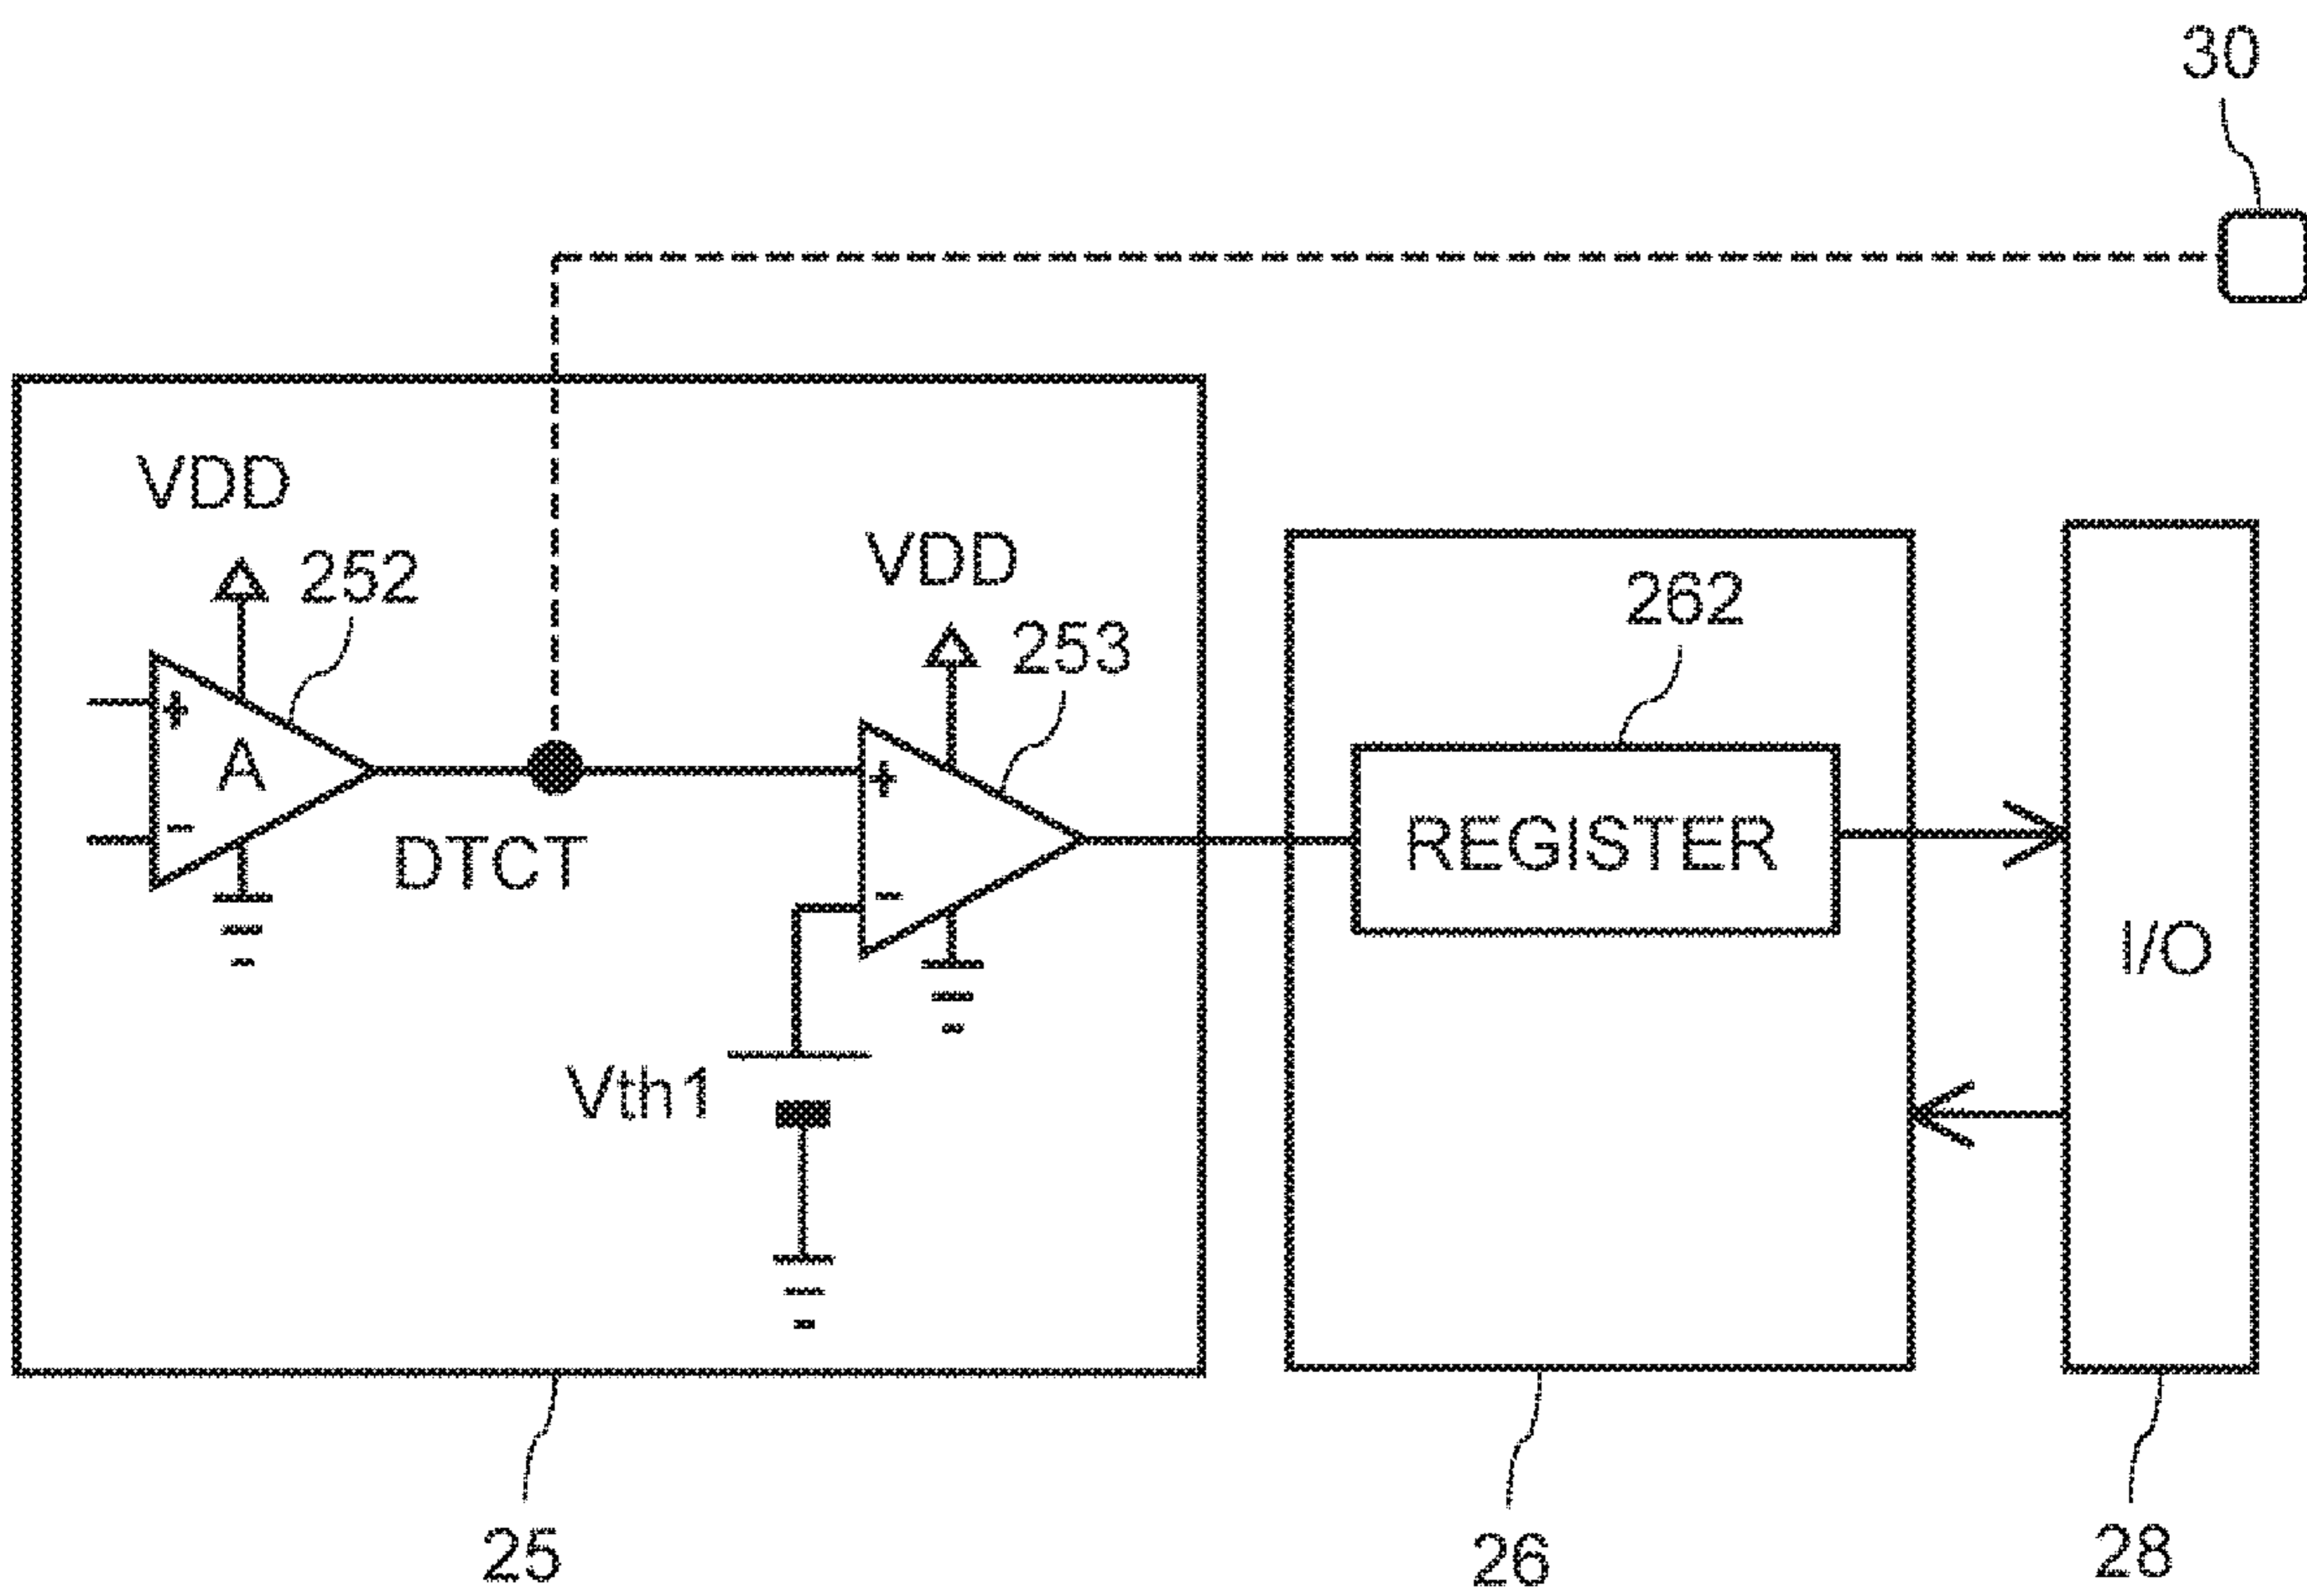 30
VDD
252
VDD
253
262
+
A
-
DTCT
+
-
REGISTER
I/O
Vth1
25
26
28